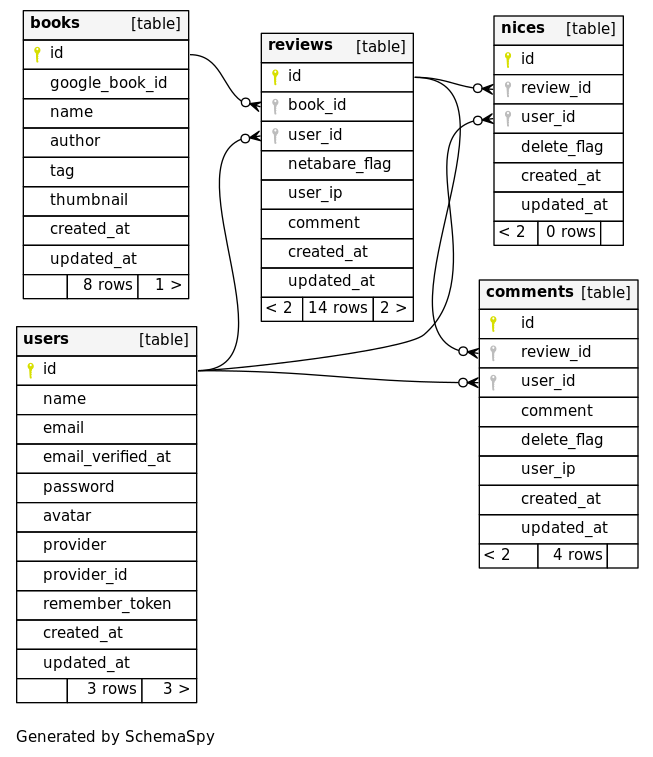 books [table]
id
google_book_id
name
author
tag
thumbnail
created_at
updated_at
8 rows 1 >
reviews [table]
id
book_id
user_id
netabare_flag
user_ip
comment
created_at
updated_at
< 2 14 rows 2 >
nices [table]
id
review_id
user_id
delete_flag
created_at
updated_at
< 2 0 rows
comments [table]
id
review_id
user_id
comment
delete_flag
user_ip
created_at
updated_at
< 2 4 rows
users [table]
id
name
email
email_verified_at
password
avatar
provider
provider_id
remember_token
created_at
updated_at
3 rows 3 >
Generated by SchemaSpy